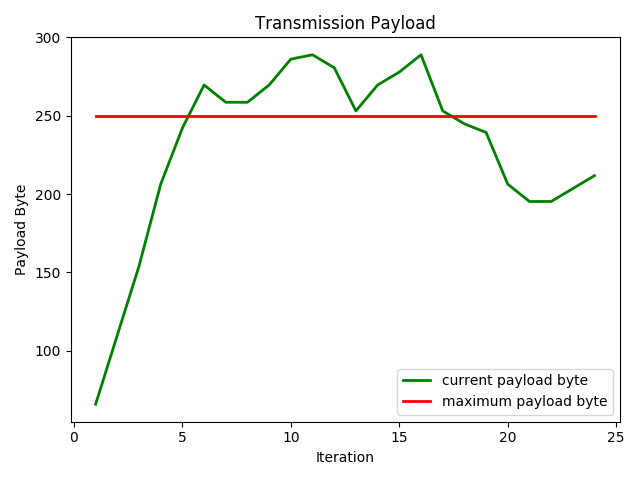 Transmission Payload
300
250
200
150
100
Payload Byte
0
5
10
15
20
25
Iteration
current payload byte
maximum payload byte